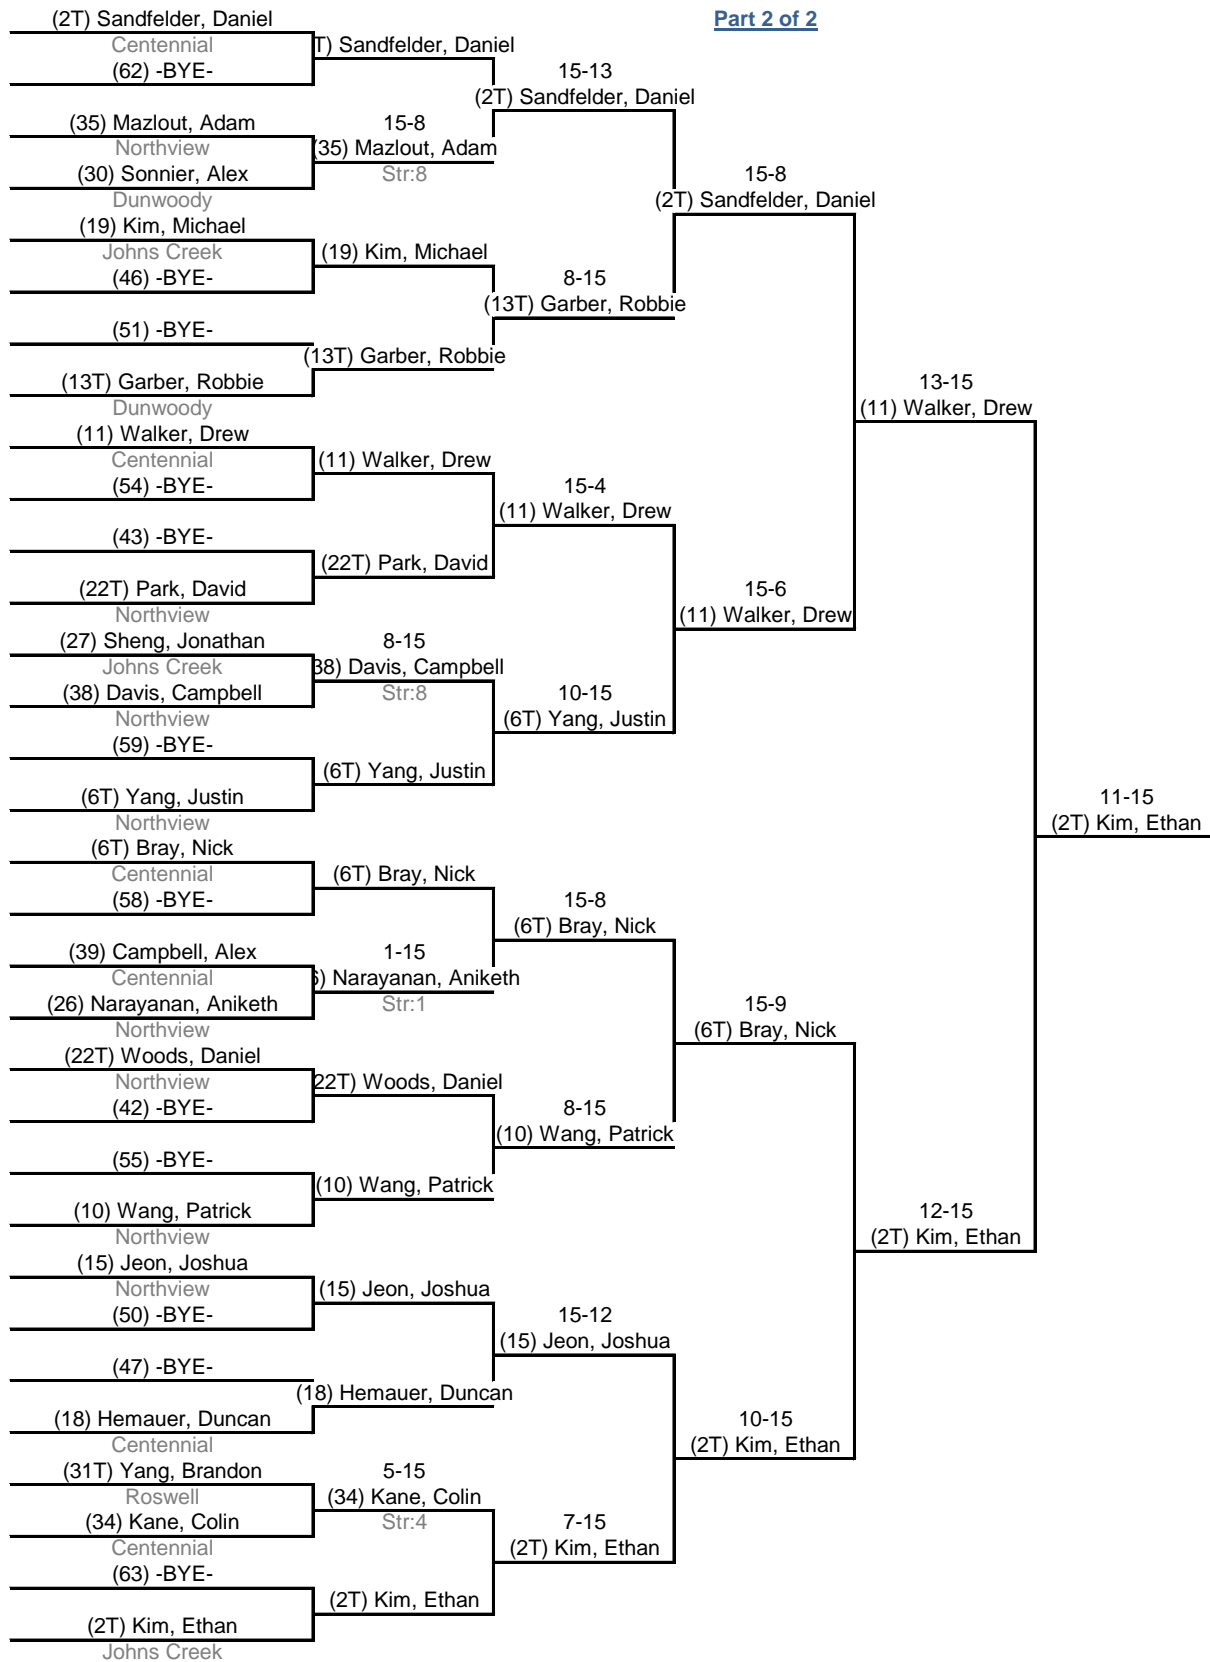 Part 2 of 2
(2T) Sandfelder, Daniel
Centennial
(62) -BYE-
(35) Mazlout, Adam
Northview
(30) Sonnier, Alex
Dunwoody
(19) Kim, Michael
Johns Creek
(46) -BYE-
(51) -BYE-
(13T) Garber, Robbie
Dunwoody
(11) Walker, Drew
Centennial
(54) -BYE-
(43) -BYE-
(22T) Park, David
Northview
(27) Sheng, Jonathan
Johns Creek
(38) Davis, Campbell
Northview
(59) -BYE-
(6T) Yang, Justin
Northview
(6T) Bray, Nick
Centennial
(58) -BYE-
(39) Campbell, Alex
Centennial
(26) Narayanan, Aniketh
Northview
(22T) Woods, Daniel
Northview
(42) -BYE-
(55) -BYE-
(10) Wang, Patrick
Northview
(15) Jeon, Joshua
Northview
(50) -BYE-
(47) -BYE-
(18) Hemauer, Duncan
Centennial
(31T) Yang, Brandon
Roswell
(34) Kane, Colin
Centennial
(63) -BYE-
(2T) Kim, Ethan
Johns Creek
T) Sandfelder, Daniel
15-8
(35) Mazlout, Adam
Str:8
(19) Kim, Michael
(13T) Garber, Robbie
(11) Walker, Drew
(22T) Park, David
8-15
38) Davis, Campbell
Str:8
(6T) Yang, Justin
(6T) Bray, Nick
1-15
6) Narayanan, Aniketh
Str:1
22T) Woods, Daniel
(10) Wang, Patrick
(15) Jeon, Joshua
(18) Hemauer, Duncan
5-15
(34) Kane, Colin
Str:4
(2T) Kim, Ethan
15-13
(2T) Sandfelder, Daniel
8-15
(13T) Garber, Robbie
15-4
(11) Walker, Drew
10-15
(6T) Yang, Justin
15-8
(6T) Bray, Nick
8-15
(10) Wang, Patrick
15-12
(15) Jeon, Joshua
7-15
(2T) Kim, Ethan
15-8
(2T) Sandfelder, Daniel
15-6
(11) Walker, Drew
15-9
(6T) Bray, Nick
10-15
(2T) Kim, Ethan
13-15
(11) Walker, Drew
12-15
(2T) Kim, Ethan
11-15
(2T) Kim, Ethan